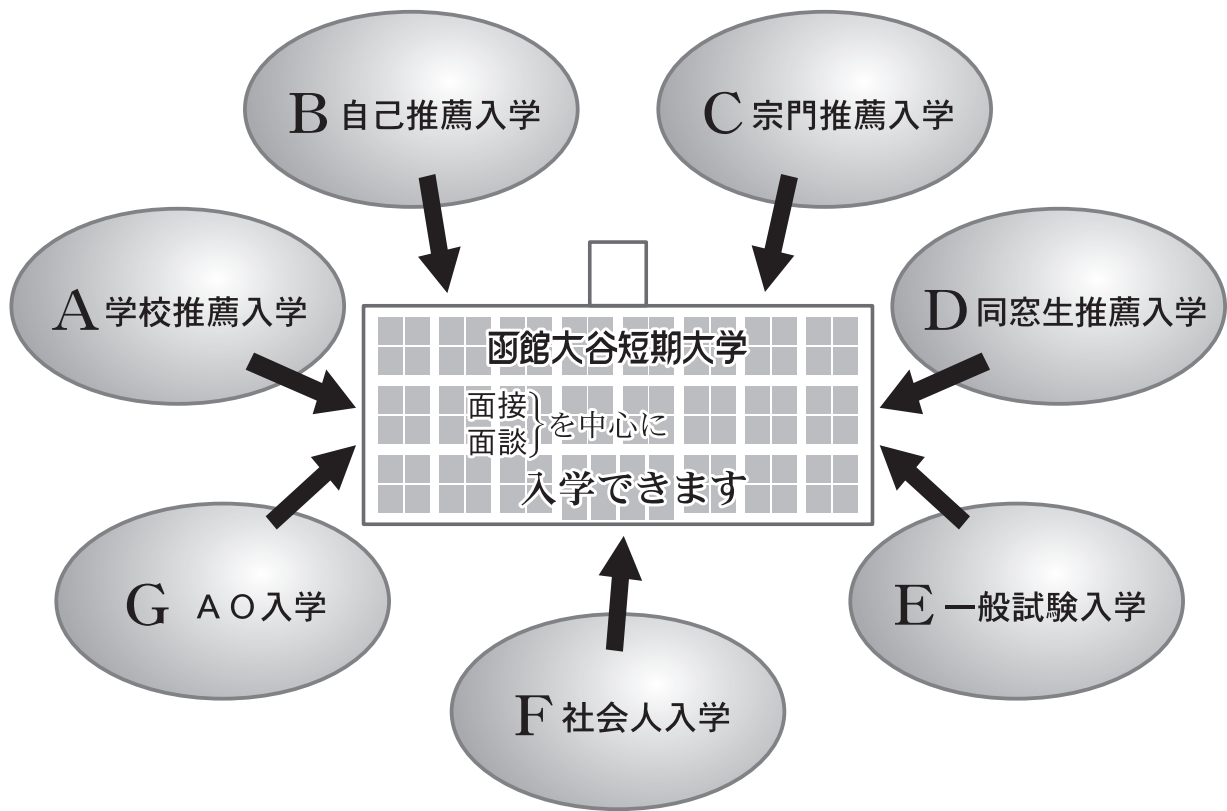 B 自己推薦入学
C 宗門推薦入学
A 学校推薦入学
D 同窓生推薦入学
函館大谷短期大学
面接
面談
}を中心に
入学できます
G AO入学
E 一般試験入学
F 社会人入学